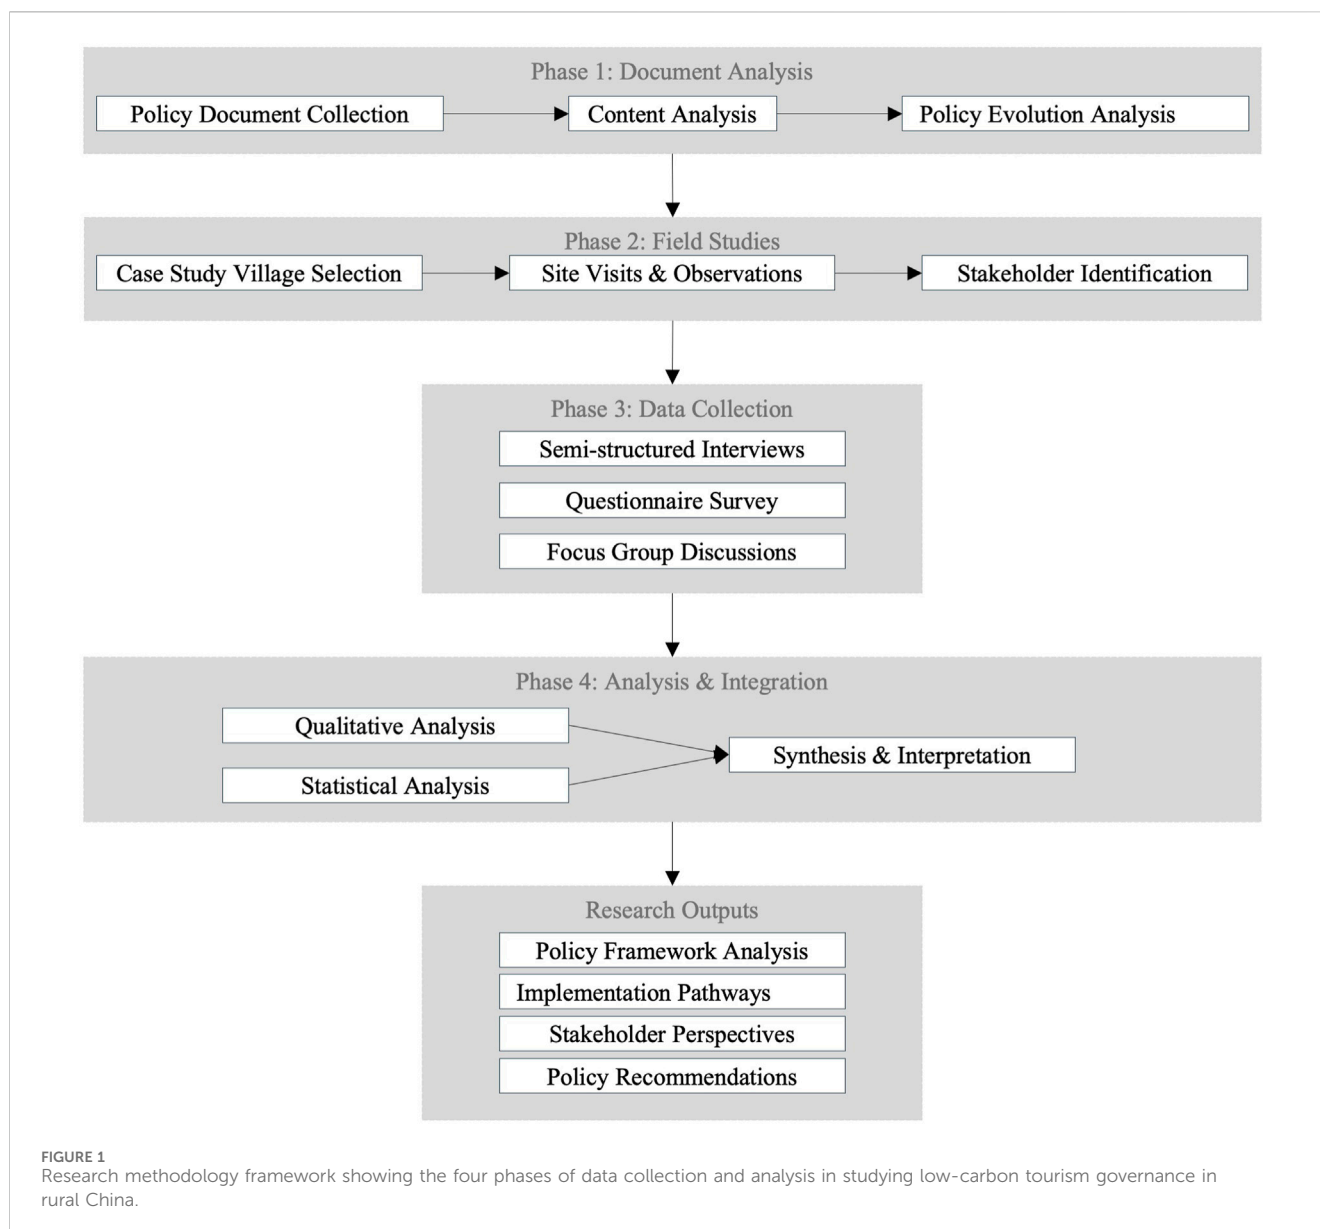 Phase 1: Document Analysis
Policy Document Collection
Content Analysis
Policy Evolution Analysis
Phase 2: Field Studies
Case Study Village Selection
Site Visits & Observations
Stakeholder Identification
Phase 3: Data Collection
Semi-structured Interviews
Questionnaire Survey
Focus Group Discussions
Phase 4: Analysis & Integration
Qualitative Analysis
Statistical Analysis
Synthesis & Interpretation
Research Outputs
Policy Framework Analysis
Implementation Pathways
Stakeholder Perspectives
Policy Recommendations
FIGURE 1
Research methodology framework showing the four phases of data collection and analysis in studying low-carbon tourism governance in
rural China.